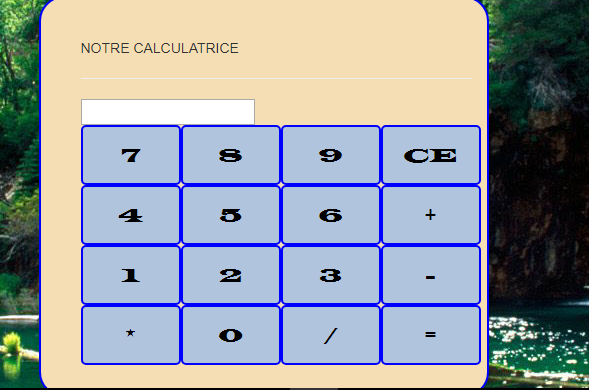 NOTRE CALCULATRICE
7 8 9 CE
4 5 6 +
1 2 3 -
* 0 / =